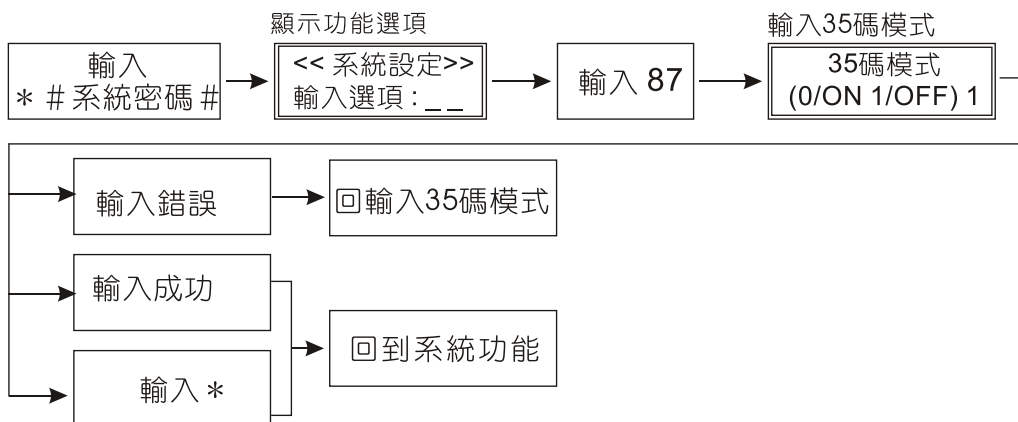 顯示功能選項
輸入35碼模式
輸入
＊＃系統密碼＃
<< 系統設定>>
輸入選項:_ _
輸入 87
35碼模式
(0/ON 1/OFF) 1
輸入錯誤
回輸入35碼模式
輸入成功
回到系統功能
輸入＊